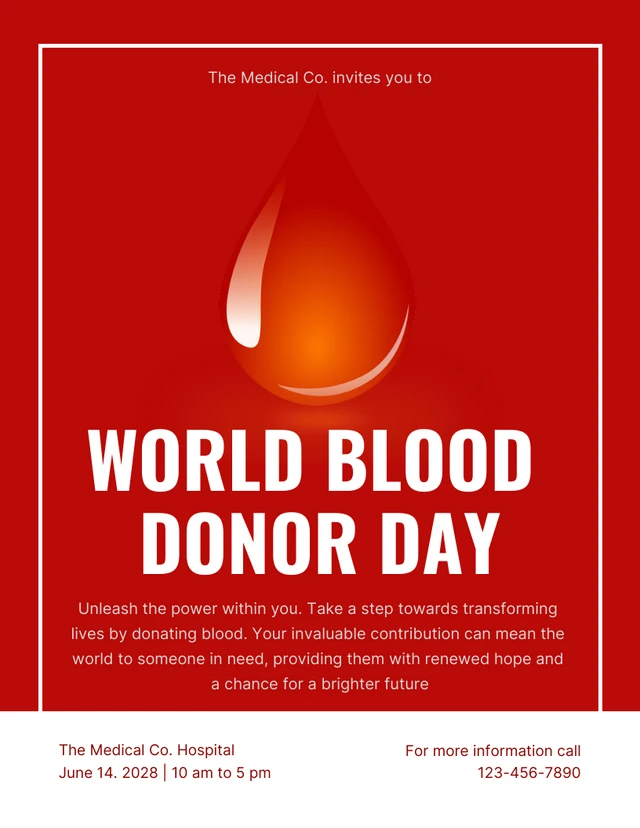 The Medical Co. invites you to
WORLD BLOOD
DONOR DAY
Unleash the power within you. Take a step towards transforming
lives by donating blood. Your invaluable contribution can mean the
world to someone in need, providing them with renewed hope and
a chance for a brighter future
The Medical Co. Hospital
June 14. 2028 | 10 am to 5 pm
For more information call
123-456-7890